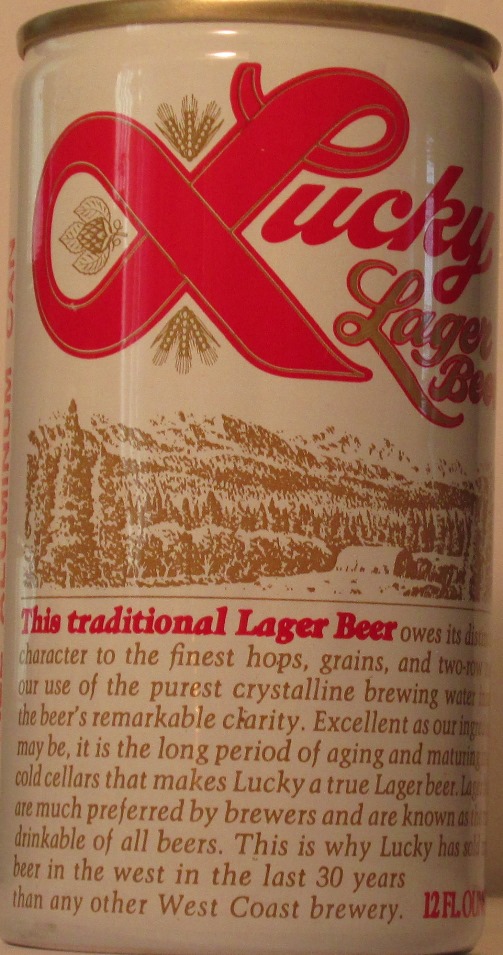 Lucky
Lager
ALUMINUM CAN
This traditional Lager Beer owes its
character to the finest hops, grains, and two-row
our use of the purest crystalline brewing water
the beer's remarkable clarity. Excellent as our
may be, it is the long period of aging and maturing
cold cellars that makes Lucky a true Lager beer.
are much preferred by brewers and are known as
drinkable of all beers. This is why Lucky has
beer in the west in the last 30 years
than any other West Coast brewery. 12 FL.